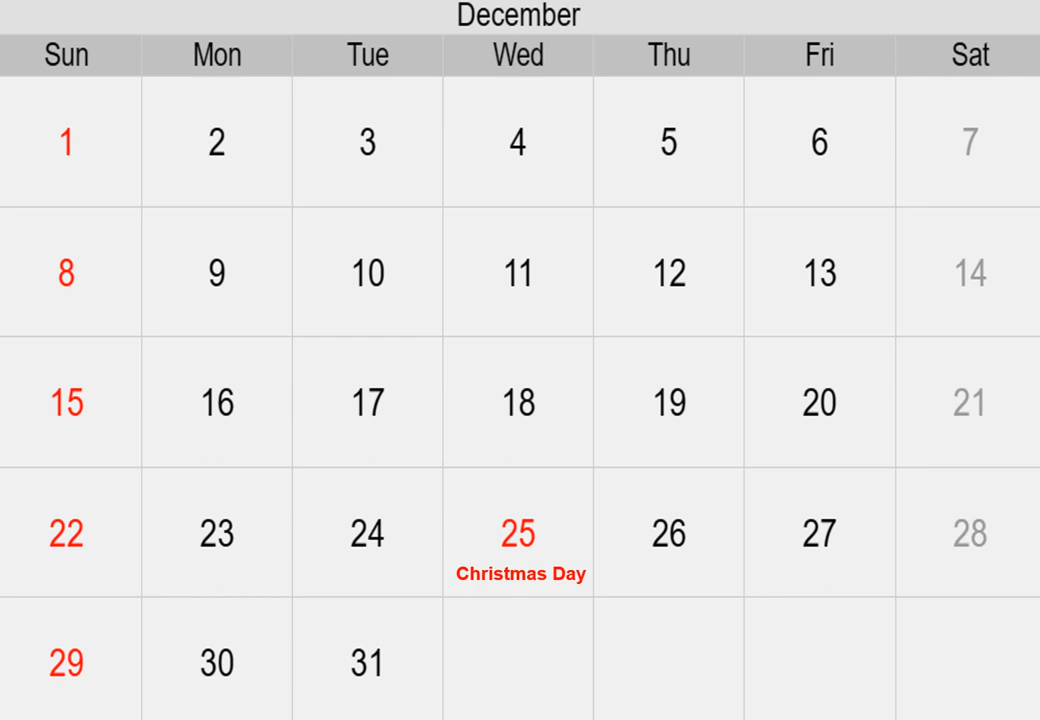 December
Sun Mon Tue Wed Thu Fri Sat
1 2 3 4 5 6 7
8 9 10 11 12 13 14
15 16 17 18 19 20 21
22 23 24 25 26 27 28
Christmas Day
29 30 31